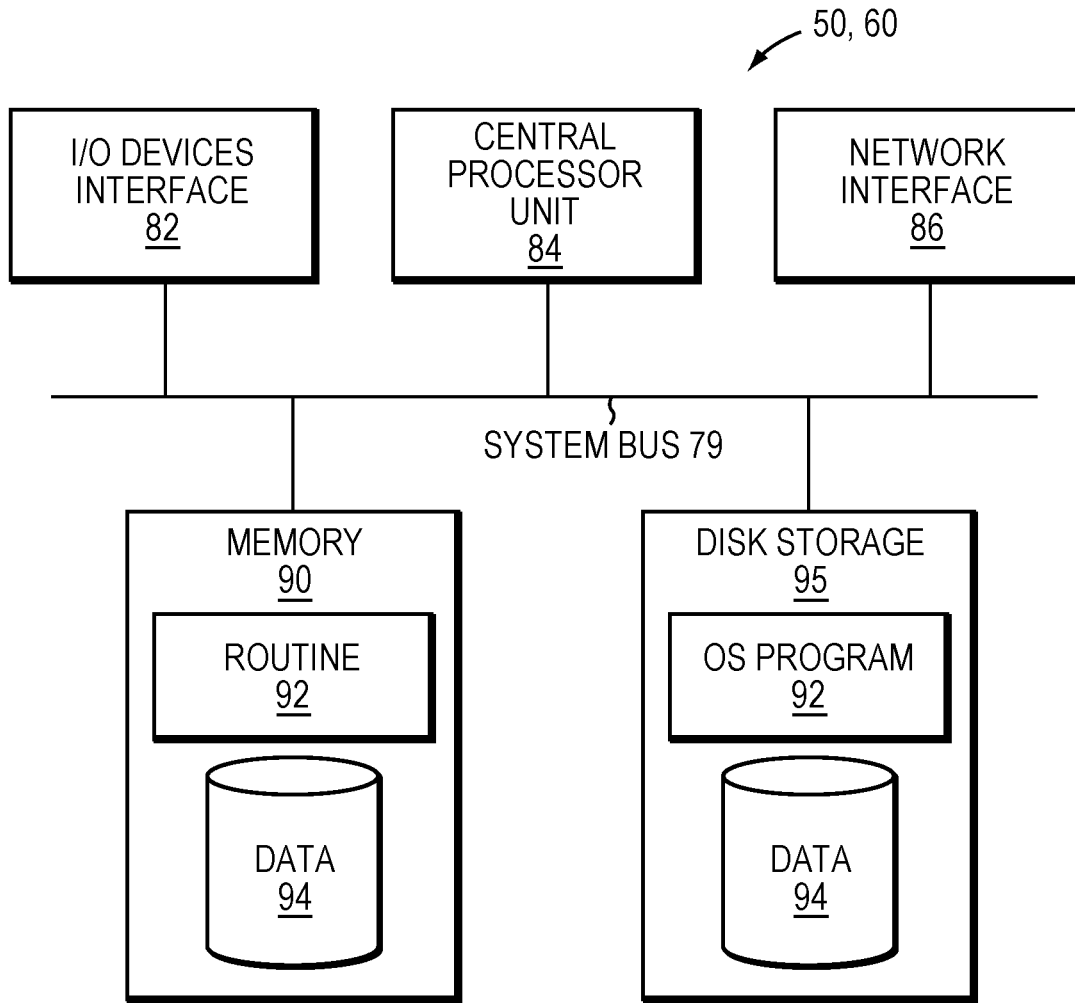 50, 60
I/O DEVICES
INTERFACE
82
CENTRAL
PROCESSOR
UNIT
84
NETWORK
INTERFACE
86
SYSTEM BUS 79
MEMORY
90
ROUTINE
92
DATA
94
DISK STORAGE
95
OS PROGRAM
92
DATA
94